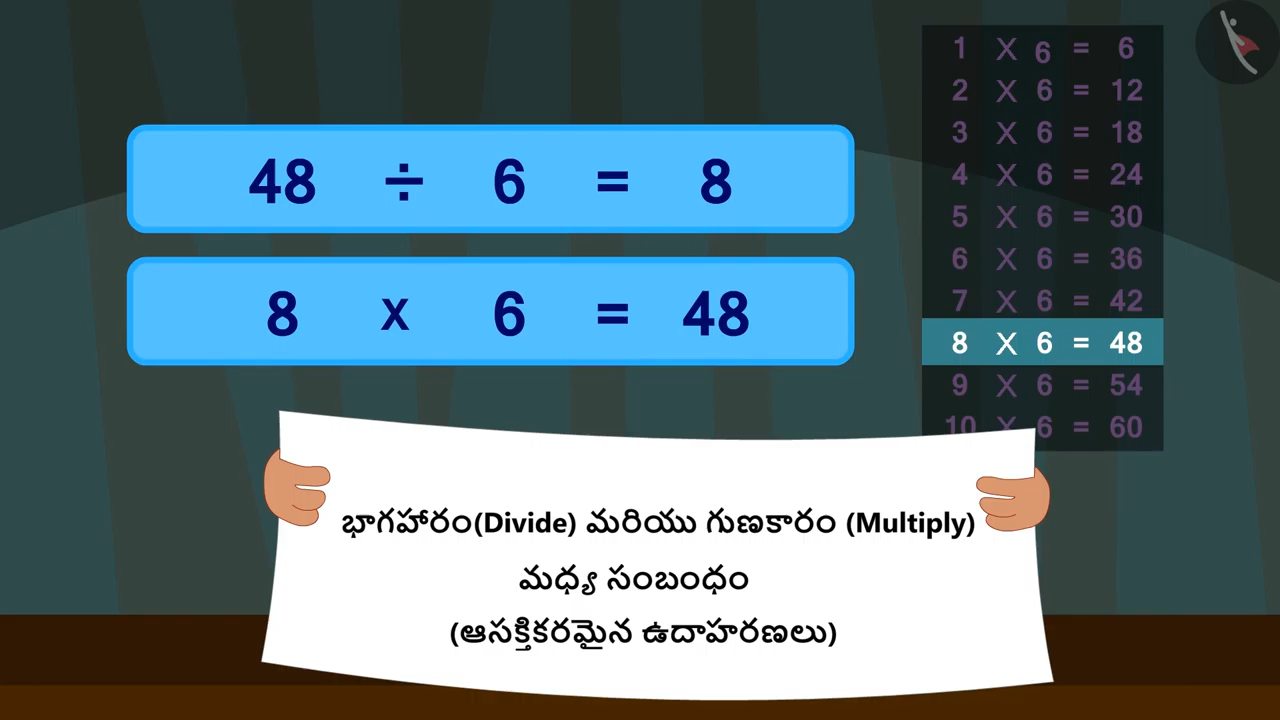 48 ÷ 6 = 8
8 x 6 = 48
1 X 6 = 6
2 X 6 = 12
3 X 6 = 18
4 X 6 = 24
5 X 6 = 30
6 X 6 = 36
7 X 6 = 42
8 X 6 = 48
9 X 6 = 54
10 X 6 = 60
భాగహారం(Divide) మరియు గుణకారం (Multiply)
మధ్య సంబంధం
(ఆసక్తికరమైన ఉదాహరణలు)